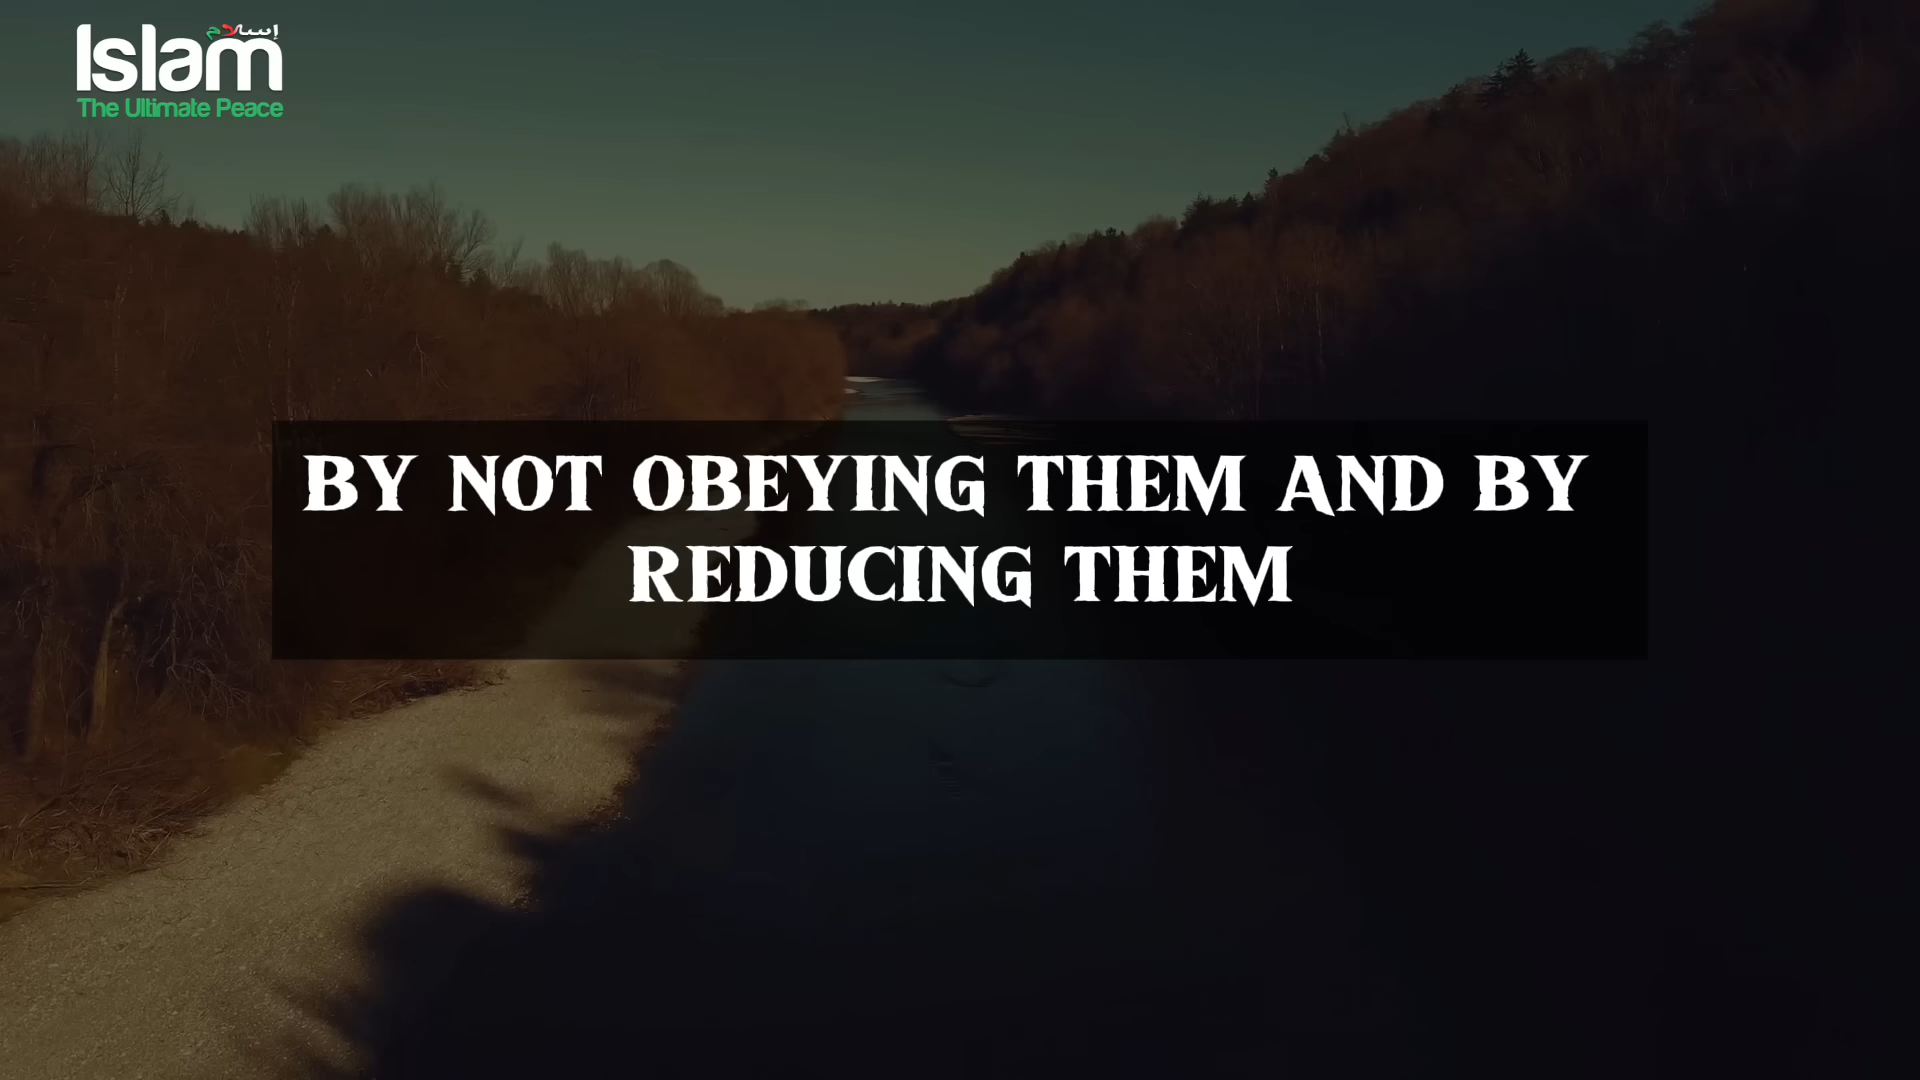 إسلام
Islam
The Ultimate Peace
BY NOT OBEYING THEM AND BY
REDUCING THEM